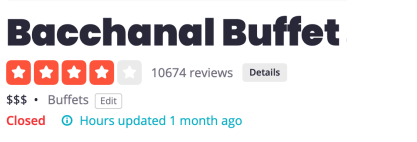 Bacchanal Buffet
10674 reviews Details
$$$ • Buffets Edit
Closed Hours updated 1 month ago